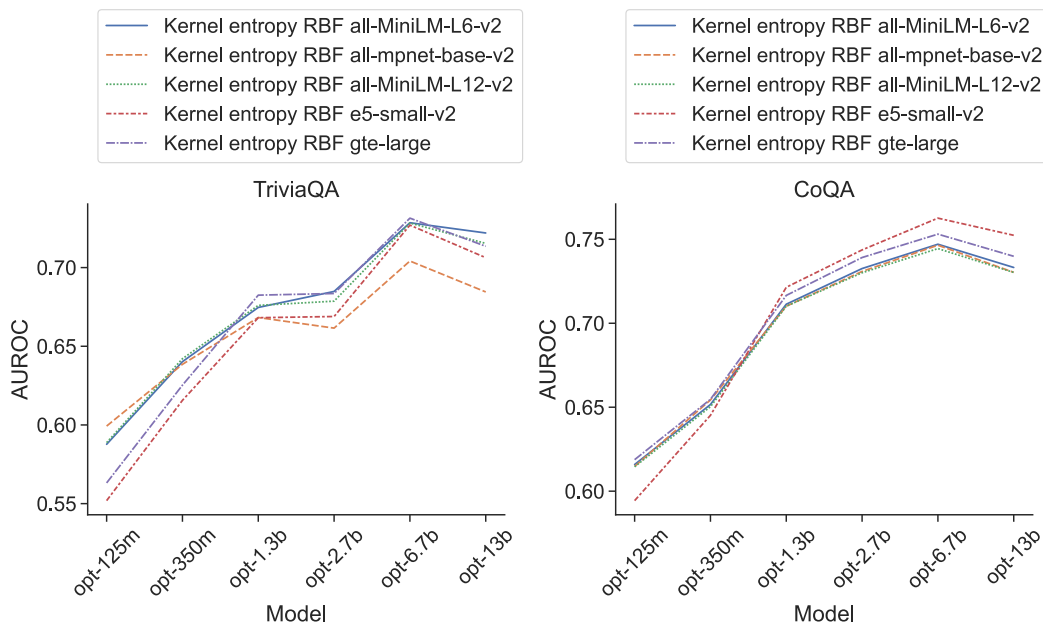 Kernel entropy RBF all-MiniLM-L6-v2
Kernel entropy RBF all-mpnet-base-v2
Kernel entropy RBF all-MiniLM-L12-v2
Kernel entropy RBF e5-small-v2
Kernel entropy RBF gte-large
TriviaQA
AUROC
0.70
0.65
0.60
0.55
opt-125m
opt-350m
opt-1.3b
opt-2.7b
opt-6.7b
opt-13b
Model
Kernel entropy RBF all-MiniLM-L6-v2
Kernel entropy RBF all-mpnet-base-v2
Kernel entropy RBF all-MiniLM-L12-v2
Kernel entropy RBF e5-small-v2
Kernel entropy RBF gte-large
CoQA
AUROC
0.75
0.70
0.65
0.60
opt-125m
opt-350m
opt-1.3b
opt-2.7b
opt-6.7b
opt-13b
Model